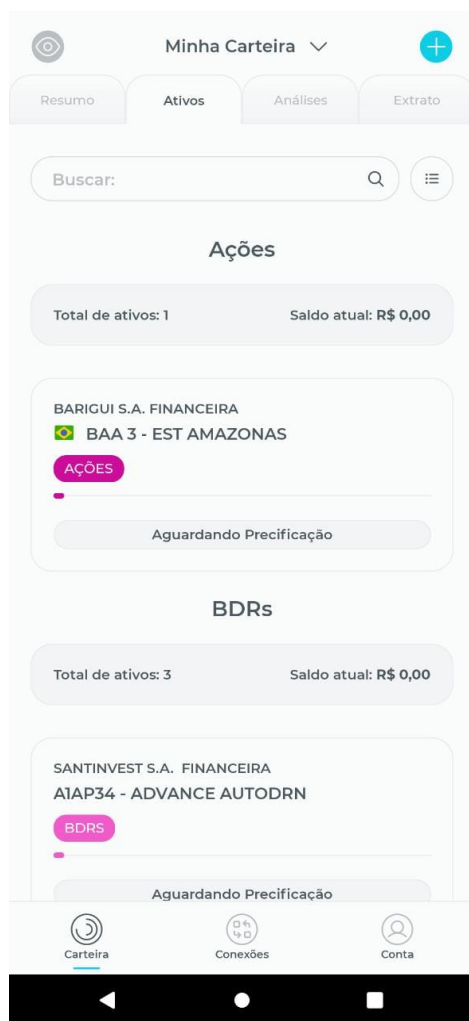 Minha Carteira
Resumo
Ativos
Análises
Extrato
Buscar:
Ações
Total de ativos: 1
Saldo atual: R$ 0,00
BARIGUI S.A. FINANCEIRA
BAA 3 - EST AMAZONAS
AÇÕES
Aguardando Precificação
BDRs
Total de ativos: 3
Saldo atual: R$ 0,00
SANTINVEST S.A. FINANCEIRA
A1AP34 - ADVANCE AUTODRN
BDRS
Aguardando Precificação
Carteira
Conexões
Conta